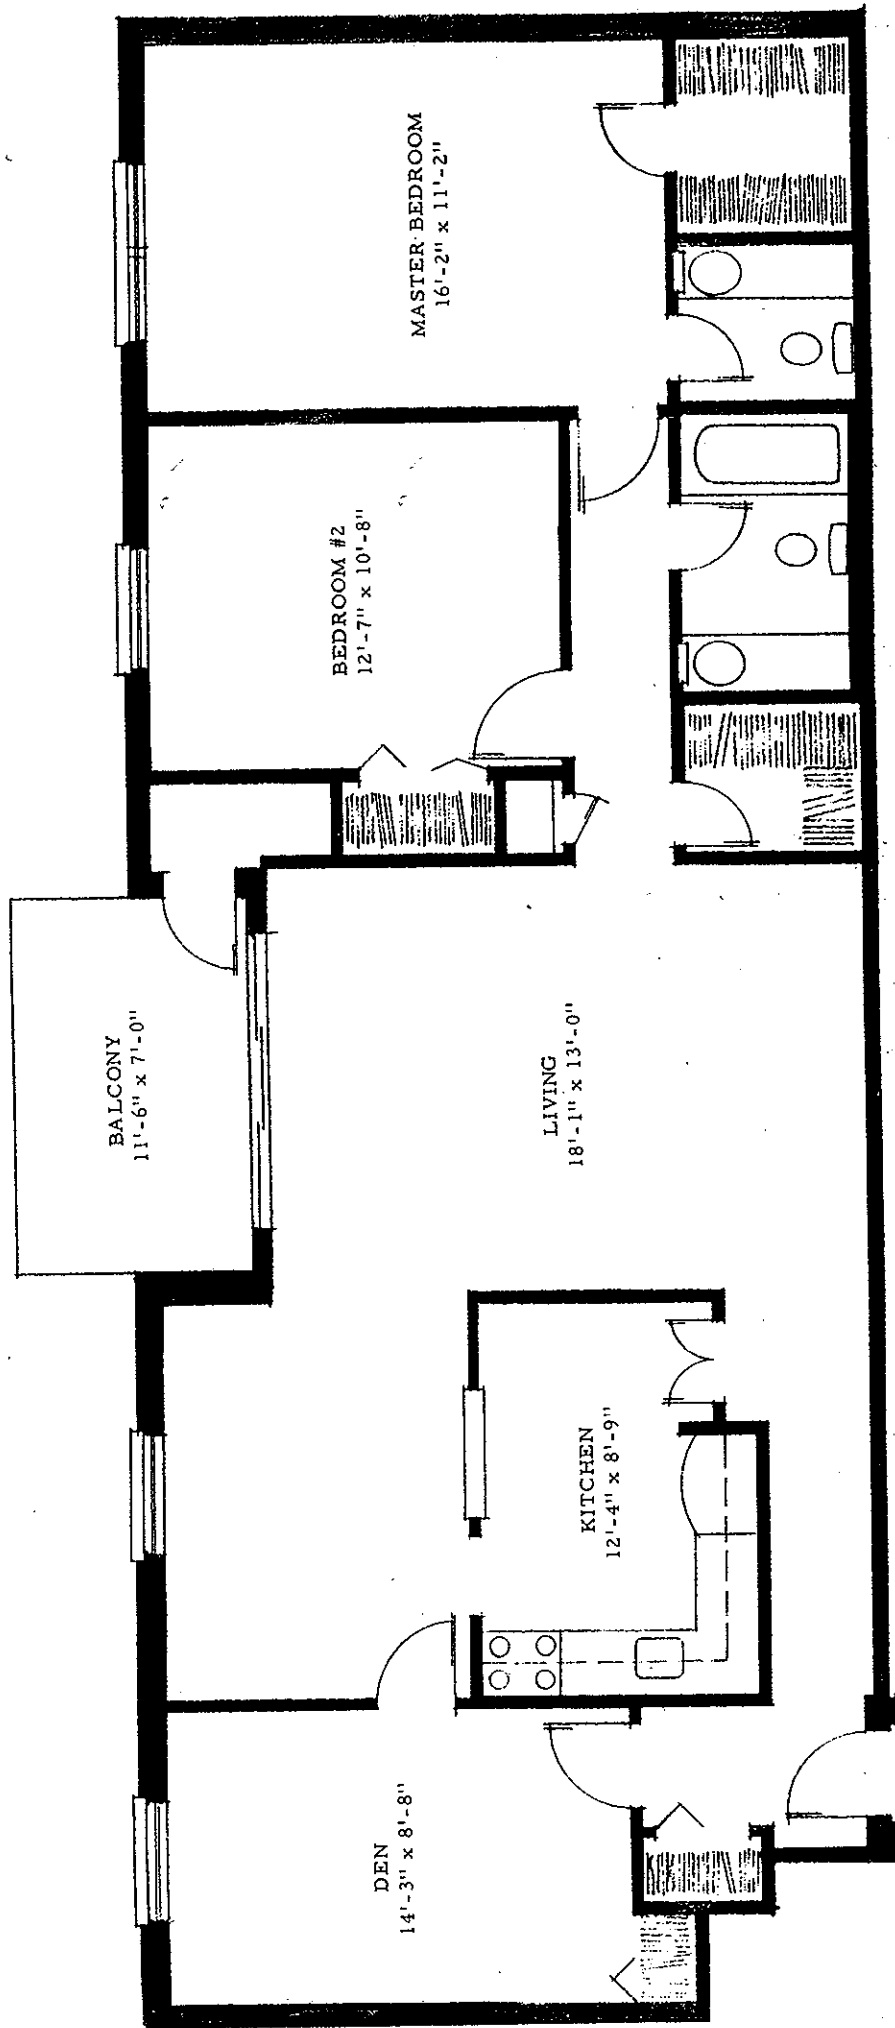 MASTER BEDROOM
16'-2" x 11'-2"
BEDROOM #2
12'-7" x 10'-8"
BALCONY
11'-6" x 7'-0"
LIVING
18'-1" x 13'-0"
KITCHEN
12'-4" x 8'-9"
DEN
14'-3" x 8'-8"